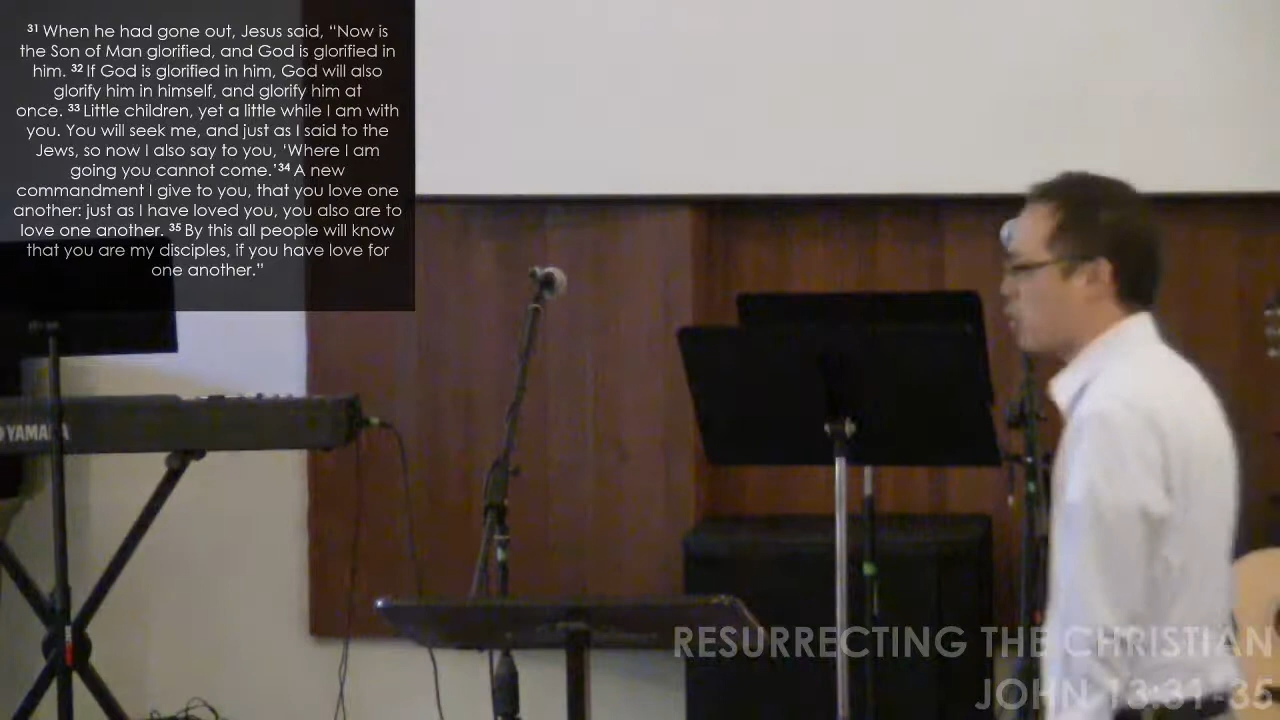 ³¹ When he had gone out, Jesus said, “Now is
the Son of Man glorified, and God is glorified in
him. ³² If God is glorified in him, God will also
glorify him in himself, and glorify him at
once. ³³ Little children, yet a little while I am with
you. You will seek me, and just as I said to the
Jews, so now I also say to you, ‘Where I am
going you cannot come.’³⁴ A new
commandment I give to you, that you love one
another: just as I have loved you, you also are to
love one another. ³⁵ By this all people will know
that you are my disciples, if you have love for
one another.”
YAMAHA
RESURRECTING THE CHRISTIAN
JOHN 13:31-35